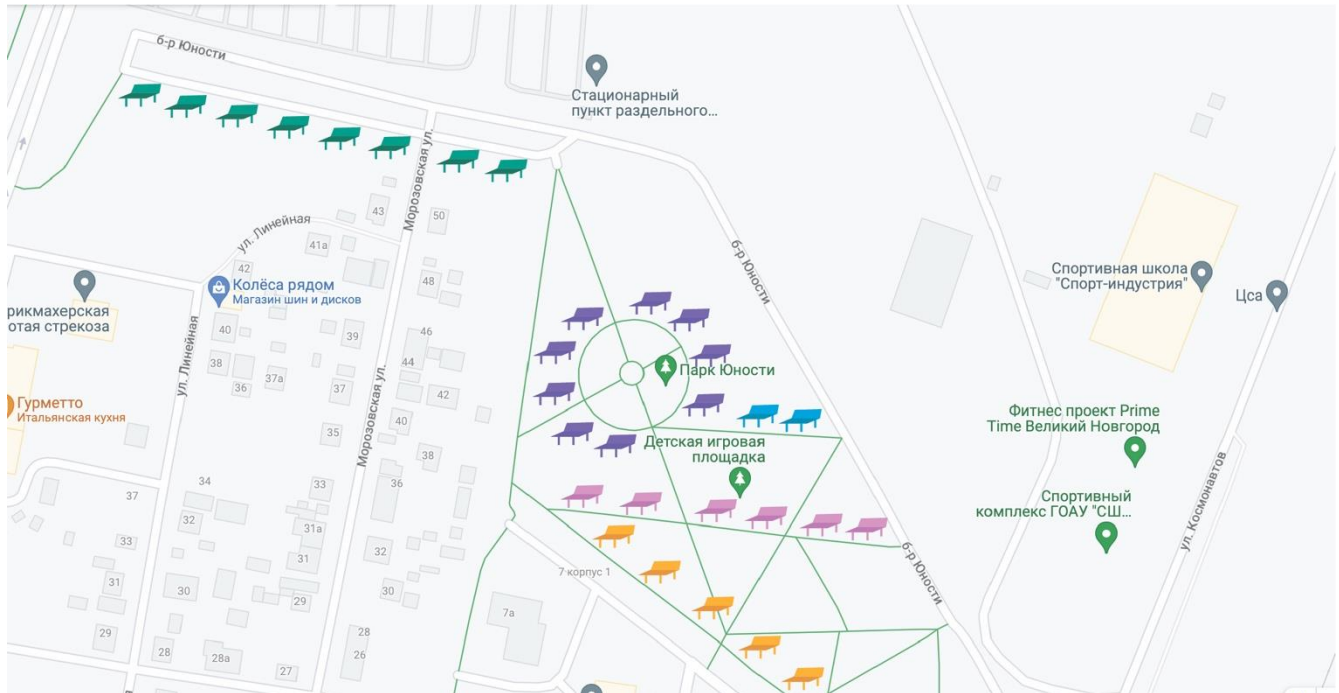 б-р Юности
Стационарный
пункт раздельного...
Морозовская ул.
43
50
ул. Линейная
41а
42
48
б-р Юности
Спортивная школа
"Спорт-индустрия"
Цса
Колёса рядом
Магазин шин и дисков
рикмахерская
отая стрекоза
40
39
46
ул. Линейная
38
37а
36
37
44
42
Парк Юности
Гурметто
Итальянская кухня
Фитнес проект Prime
Time Великий Новгород
35
40
38
Морозовская ул.
Детская игровая
площадка
37
34
33
36
32
31а
33
31
32
31
30
29
30
Спортивный
комплекс ГОАУ "СШ...
ул. Космонавтов
б-р Юности
7 корпус 1
7а
29
28
28а
27
28
26